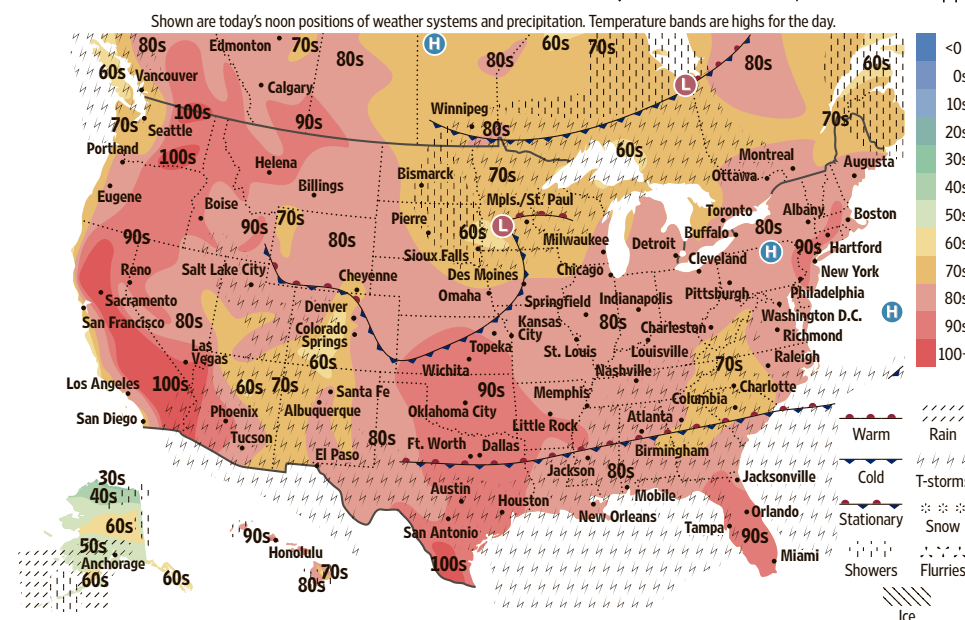 Shown are today's noon positions of weather systems and precipitation. Temperature bands are highs for the day.
80s
Edmonton
70s
80s
H
80s
60s
70s
80s
60s
<0
0s
10s
20s
30s
40s
50s
60s
70s
80s
90s
100+
60s
Vancouver
Calgary
L
100s
90s
Winnipeg
80s
70s
70s
Seattle
Portland
100s
Helena
Bismarck
70s
60s
Montreal
Ottawa
Augusta
Eugene
Boise
Billings
Pierre
Mpls./St. Paul
Toronto
Albany
Boston
90s
90s
70s
80s
60s
L
Milwaukee
Detroit
Buffalo
80s
H
90s
Hartford
Sioux Falls
Reno
Salt Lake City
Cheyenne
Des Moines
Chicago
Cleveland
New York
Sacramento
Denver
Omaha
Springfield
Indianapolis
Pittsburgh
Philadelphia
San Francisco
80s
Colorado
Springs
Kansas
City
80s
Charleston
Washington D.C.
H
Las
Vegas
60s
Topeka
St. Louis
Louisville
Richmond
Raleigh
Los Angeles
100s
60s
70s
Santa Fe
Wichita
90s
Nashville
Memphis
70s
Charlotte
San Diego
Phoenix
Albuquerque
Oklahoma City
Little Rock
Atlanta
Columbia
Tucson
El Paso
80s
Ft. Worth
Dallas
Birmingham
Jackson
80s
Warm
Rain
Cold
T-storms
Stationary
Snow
Showers
Flurries
Ice
30s
40s
60s
50s
Anchorage
60s
60s
90s
Honolulu
70s
80s
Austin
Houston
San Antonio
100s
Mobile
New Orleans
Jacksonville
Orlando
Tampa
90s
Miami